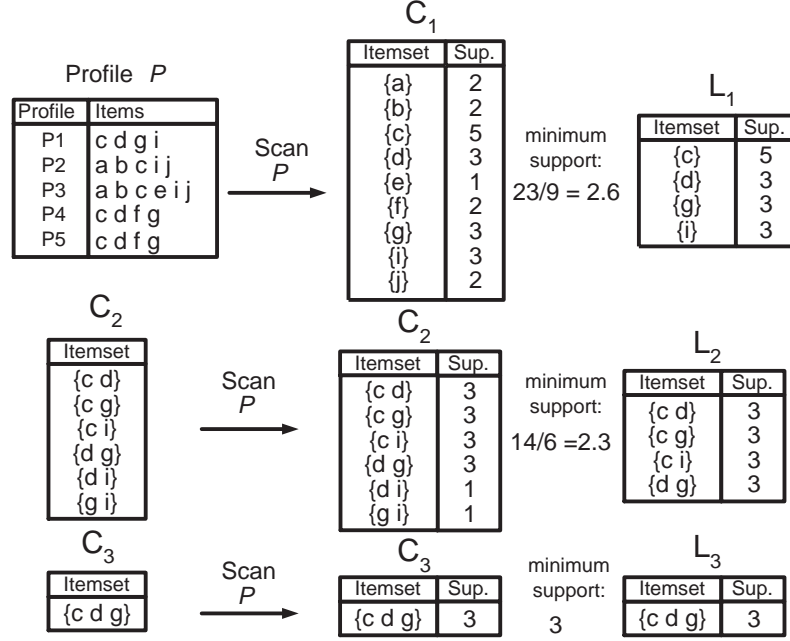 Profile P
Profile Items
P1 c d g i
P2 a b c i j
P3 a b c e i j
P4 c d f g
P5 c d f g
Scan
P
C1
Itemset Sup.
{a} 2
{b} 2
{c} 5
{d} 3
{e} 1
{f} 2
{g} 3
{i} 3
{j} 2
minimum
support:
23/9 = 2.6
L1
Itemset Sup.
{c} 5
{d} 3
{g} 3
{i} 3
C2
Itemset
{c d}
{c g}
{c i}
{d g}
{d i}
{g i}
Scan
P
C2
Itemset Sup.
{c d} 3
{c g} 3
{c i} 3
{d g} 3
{d i} 1
{g i} 1
minimum
support:
14/6 =2.3
L2
Itemset Sup.
{c d} 3
{c g} 3
{c i} 3
{d g} 3
C3
Itemset
{c d g}
Scan
P
C3
Itemset Sup.
{c d g} 3
minimum
support:
3
L3
Itemset Sup.
{c d g} 3